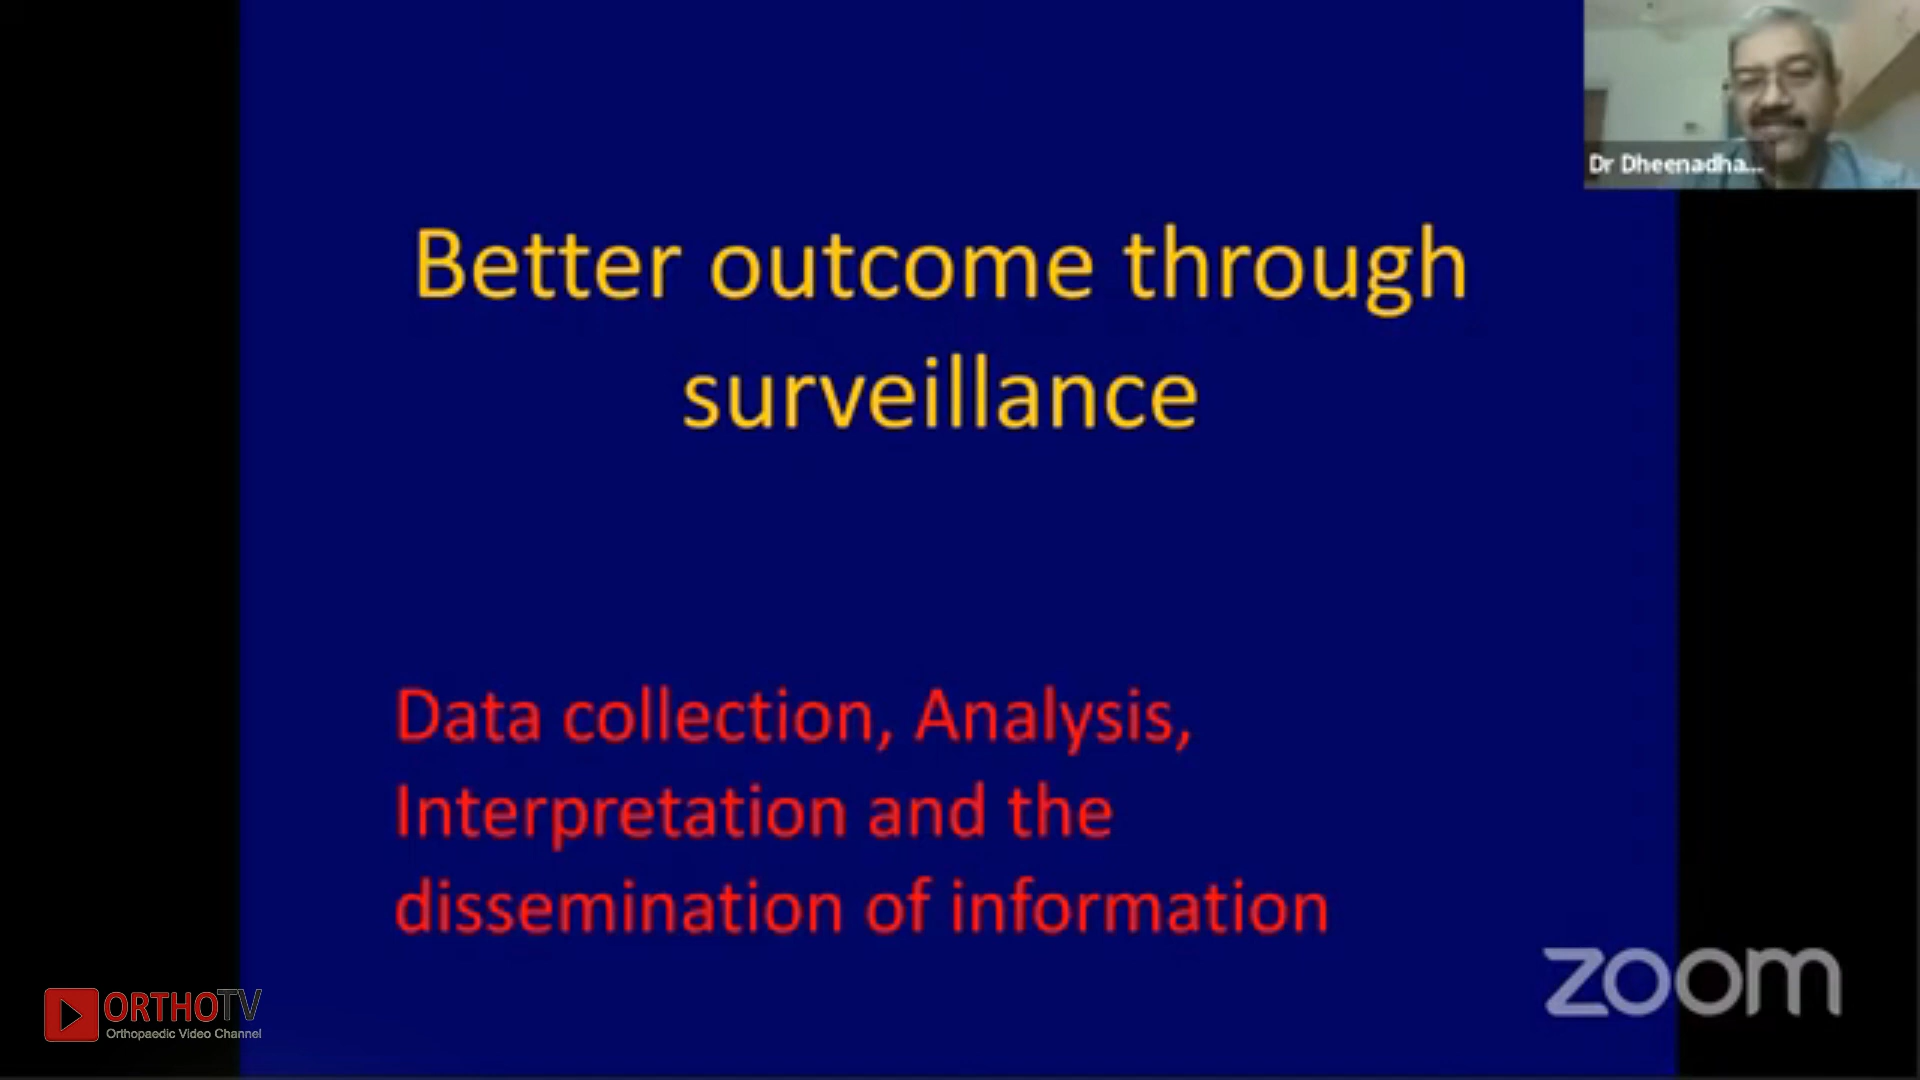 Dr Dheenadha...
Better outcome through
surveillance
Data collection, Analysis,
Interpretation and the
dissemination of information
zoom
ORTHOTV
Orthopaedic Video Channel